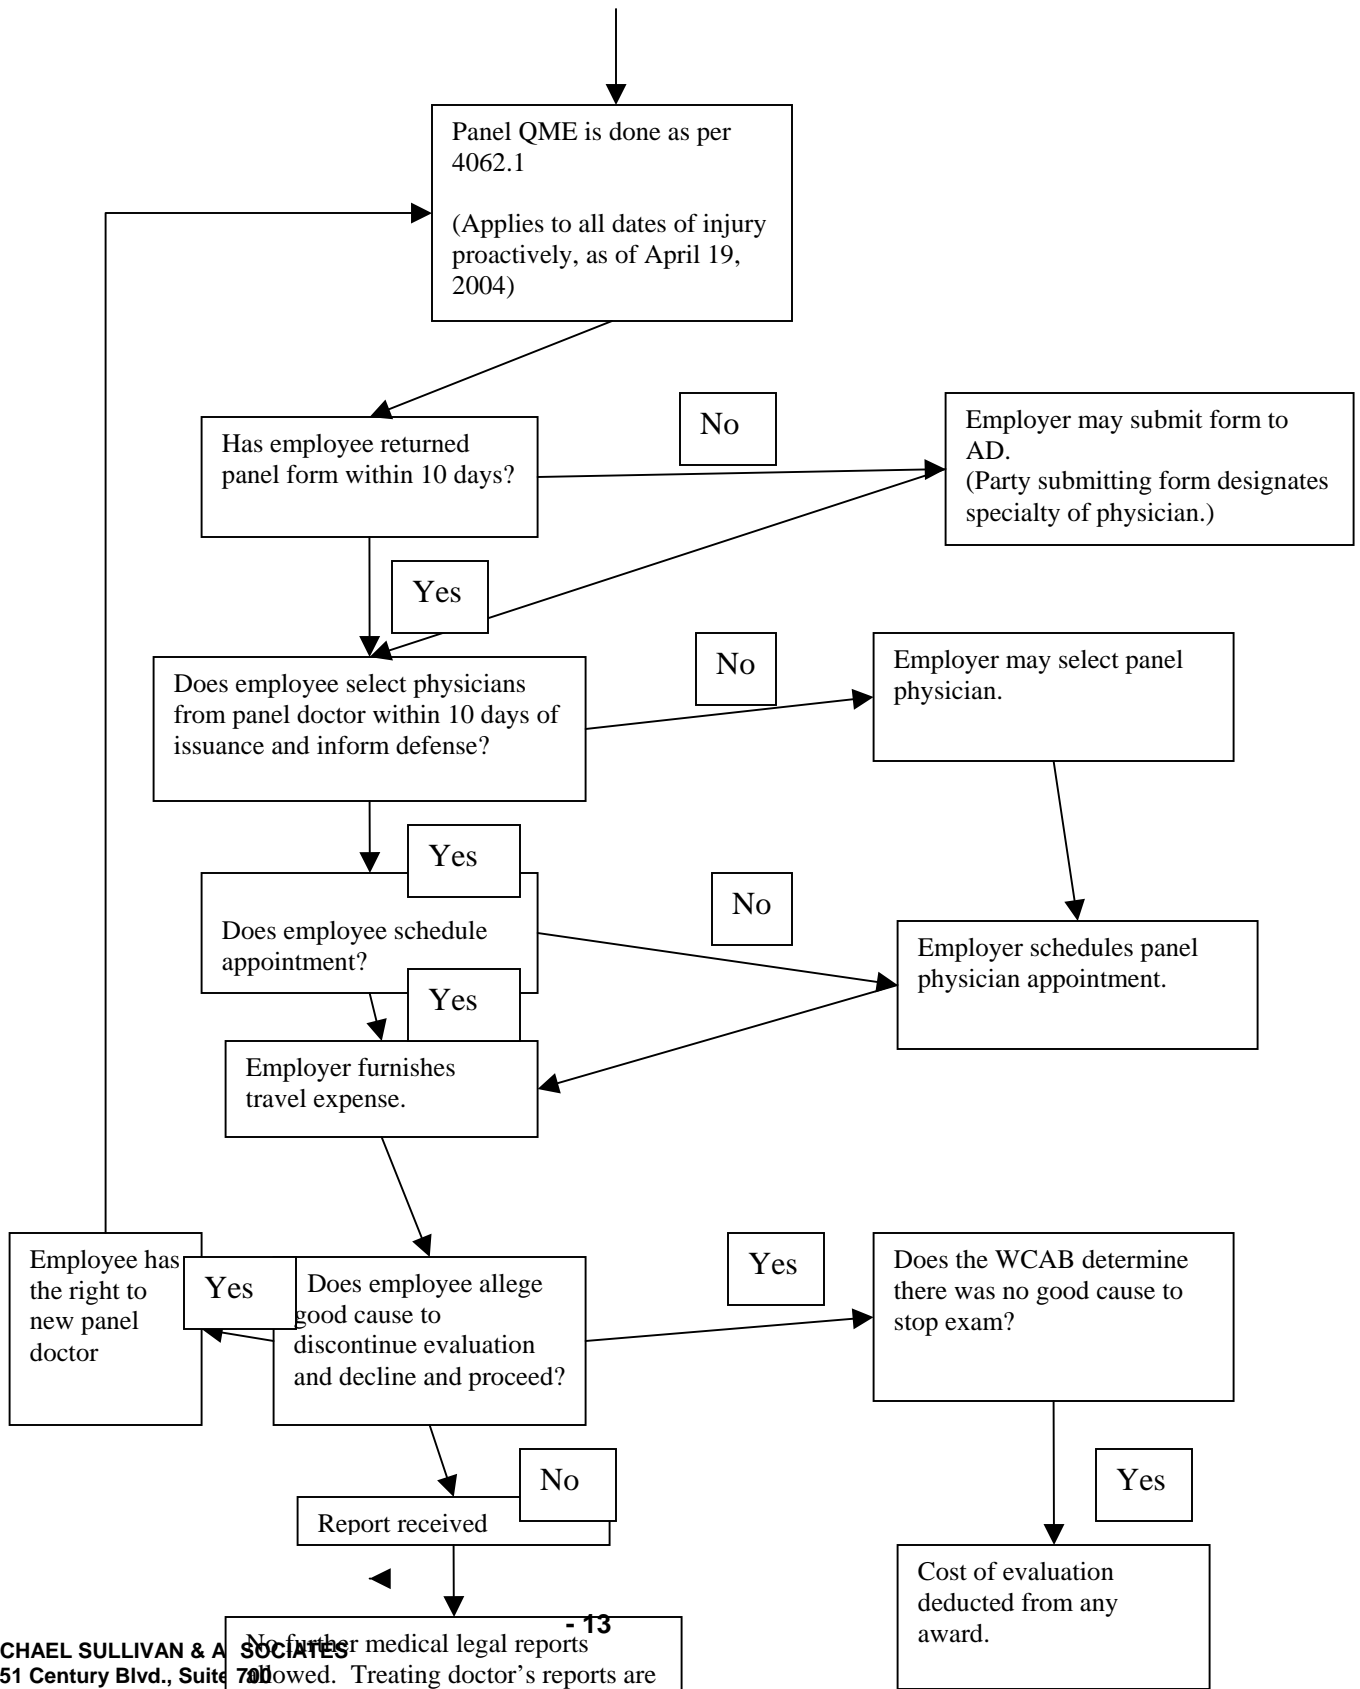 Panel QME is done as per
4062.1
(Applies to all dates of injury
proactively, as of April 19,
2004)
Has employee returned
panel form within 10 days?
No
Employer may submit form to
AD.
(Party submitting form designates
specialty of physician.)
Yes
Does employee select physicians
from panel doctor within 10 days of
issuance and inform defense?
No
Employer may select panel
physician.
Yes
Does employee schedule
appointment?
No
Employer schedules panel
physician appointment.
Yes
Employer furnishes
travel expense.
Employee has
the right to
new panel
doctor
Yes
Does employee allege
good cause to
discontinue evaluation
and decline and proceed?
Yes
Does the WCAB determine
there was no good cause to
stop exam?
No
Report received
Yes
Cost of evaluation
deducted from any
award.
- 13
CHAEL SULLIVAN & ASSOCIATES
51 Century Blvd., Suite 700
No further medical legal reports
allowed. Treating doctor's reports are